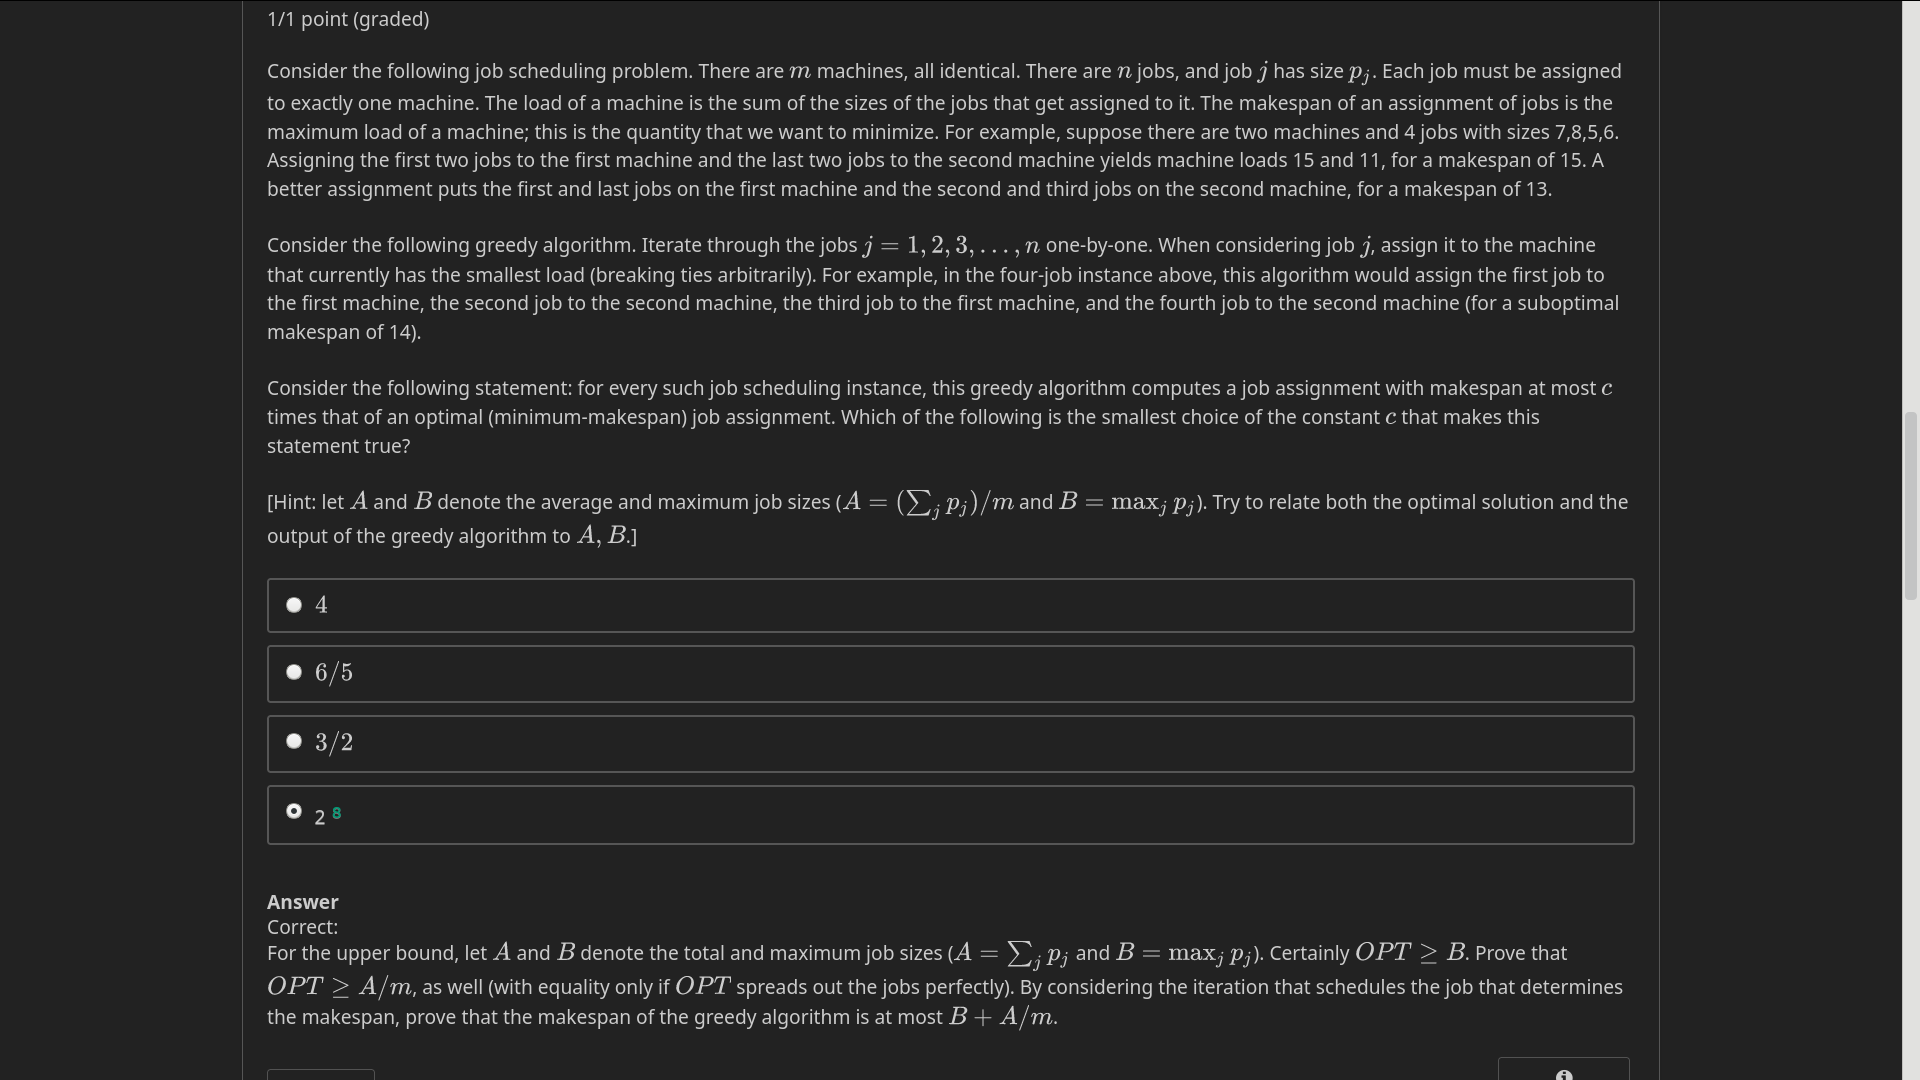 1/1 point (graded)
Consider the following job scheduling problem. There are m machines, all identical. There are n jobs, and job j has size p_j. Each job must be assigned
to exactly one machine. The load of a machine is the sum of the sizes of the jobs that get assigned to it. The makespan of an assignment of jobs is the
maximum load of a machine; this is the quantity that we want to minimize. For example, suppose there are two machines and 4 jobs with sizes 7,8,5,6.
Assigning the first two jobs to the first machine and the last two jobs to the second machine yields machine loads 15 and 11, for a makespan of 15. A
better assignment puts the first and last jobs on the first machine and the second and third jobs on the second machine, for a makespan of 13.
Consider the following greedy algorithm. Iterate through the jobs j = 1, 2, 3, . . . , n one-by-one. When considering job j, assign it to the machine
that currently has the smallest load (breaking ties arbitrarily). For example, in the four-job instance above, this algorithm would assign the first job to
the first machine, the second job to the second machine, the third job to the first machine, and the fourth job to the second machine (for a suboptimal
makespan of 14).
Consider the following statement: for every such job scheduling instance, this greedy algorithm computes a job assignment with makespan at most c
times that of an optimal (minimum-makespan) job assignment. Which of the following is the smallest choice of the constant c that makes this
statement true?
[Hint: let A and B denote the average and maximum job sizes (A = (∑_j p_j)/m and B = max_j p_j). Try to relate both the optimal solution and the
output of the greedy algorithm to A, B.]
4
6/5
3/2
2 8
Answer
Correct:
For the upper bound, let A and B denote the total and maximum job sizes (A = ∑_j p_j and B = max_j p_j). Certainly OPT ≥ B. Prove that
OPT ≥ A/m, as well (with equality only if OPT spreads out the jobs perfectly). By considering the iteration that schedules the job that determines
the makespan, prove that the makespan of the greedy algorithm is at most B + A/m.